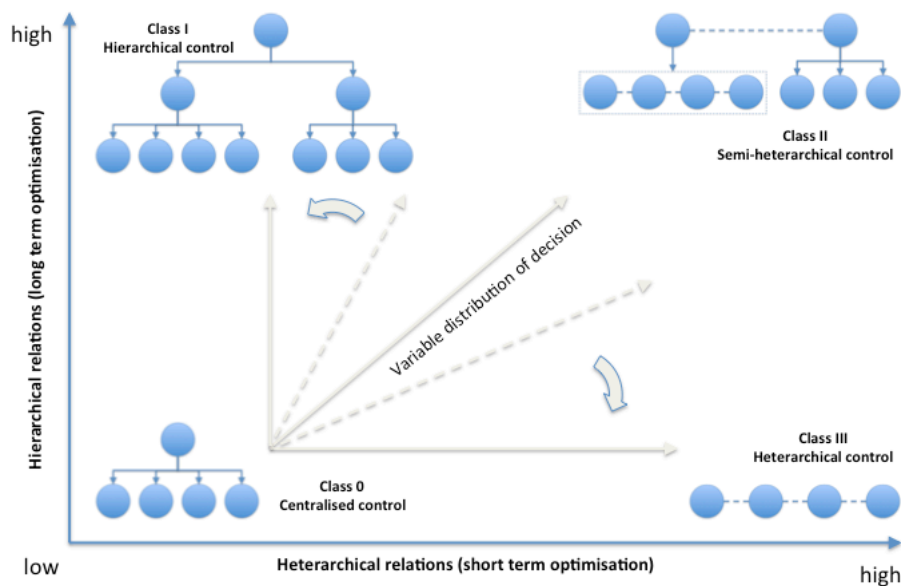 high
Class I
Hierarchical control
Class II
Semi-heterarchical control
Hierarchical relations (long term optimisation)
Variable distribution of decision
Class III
Heterarchical control
Class 0
Centralised control
low
Heterarchical relations (short term optimisation)
high